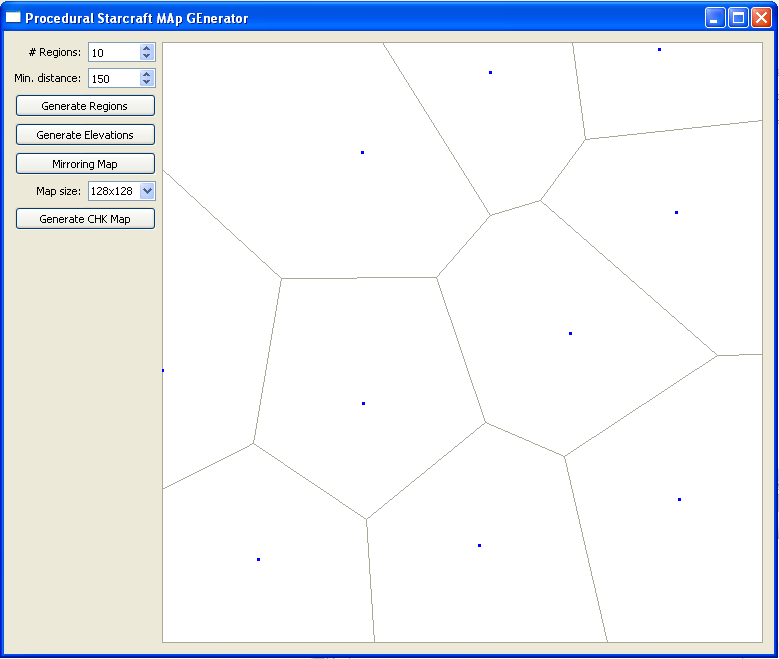 Procedural Starcraft MAp GEnerator
# Regions: 10
Min. distance: 150
Generate Regions
Generate Elevations
Mirroring Map
Map size: 128x128
Generate CHK Map